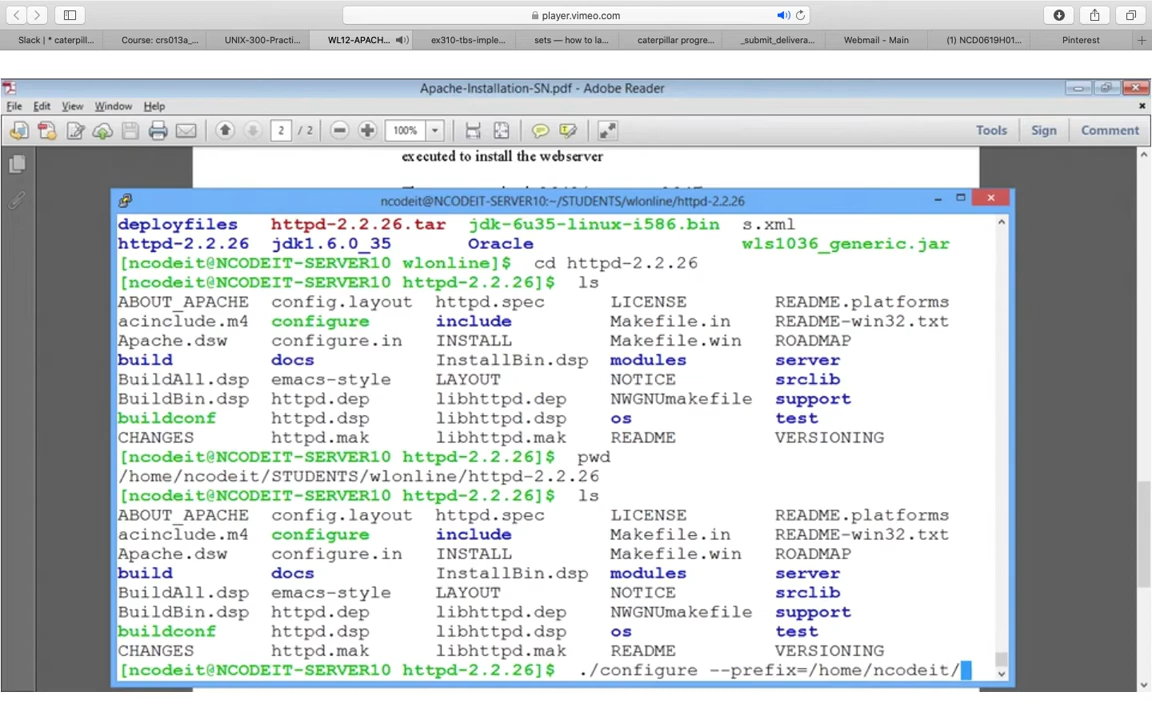 player.vimeo.com
Slack | * caterpill... Course: crs013a_... UNIX-300-Practi... WL12-APACH... ex310-tbs-imple... sets — how to la... caterpillar progre... _submit_delivera... Webmail - Main (1) NCD0619H01... Pinterest
Apache-Installation-SN.pdf - Adobe Reader
File Edit View Window Help
2 / 2 100% Tools Sign Comment
executed to install the webserver
ncodeit@NCODEIT-SERVER10:~/STUDENTS/wlonline/httpd-2.2.26
deployfiles httpd-2.2.26.tar jdk-6u35-linux-i586.bin s.xml
httpd-2.2.26 jdk1.6.0_35 Oracle wls1036_generic.jar
[ncodeit@NCODEIT-SERVER10 wlonline]$ cd httpd-2.2.26
[ncodeit@NCODEIT-SERVER10 httpd-2.2.26]$ ls
ABOUT_APACHE config.layout httpd.spec LICENSE README.platforms
acinclude.m4 configure include Makefile.in README-win32.txt
Apache.dsw configure.in INSTALL Makefile.win ROADMAP
build docs InstallBin.dsp modules server
BuildAll.dsp emacs-style LAYOUT NOTICE srclib
BuildBin.dsp httpd.dep libhttpd.dep NWGNUmakefile support
buildconf httpd.dsp libhttpd.dsp os test
CHANGES httpd.mak libhttpd.mak README VERSIONING
[ncodeit@NCODEIT-SERVER10 httpd-2.2.26]$ pwd
/home/ncodeit/STUDENTS/wlonline/httpd-2.2.26
[ncodeit@NCODEIT-SERVER10 httpd-2.2.26]$ ls
ABOUT_APACHE config.layout httpd.spec LICENSE README.platforms
acinclude.m4 configure include Makefile.in README-win32.txt
Apache.dsw configure.in INSTALL Makefile.win ROADMAP
build docs InstallBin.dsp modules server
BuildAll.dsp emacs-style LAYOUT NOTICE srclib
BuildBin.dsp httpd.dep libhttpd.dep NWGNUmakefile support
buildconf httpd.dsp libhttpd.dsp os test
CHANGES httpd.mak libhttpd.mak README VERSIONING
[ncodeit@NCODEIT-SERVER10 httpd-2.2.26]$ ./configure --prefix=/home/ncodeit/